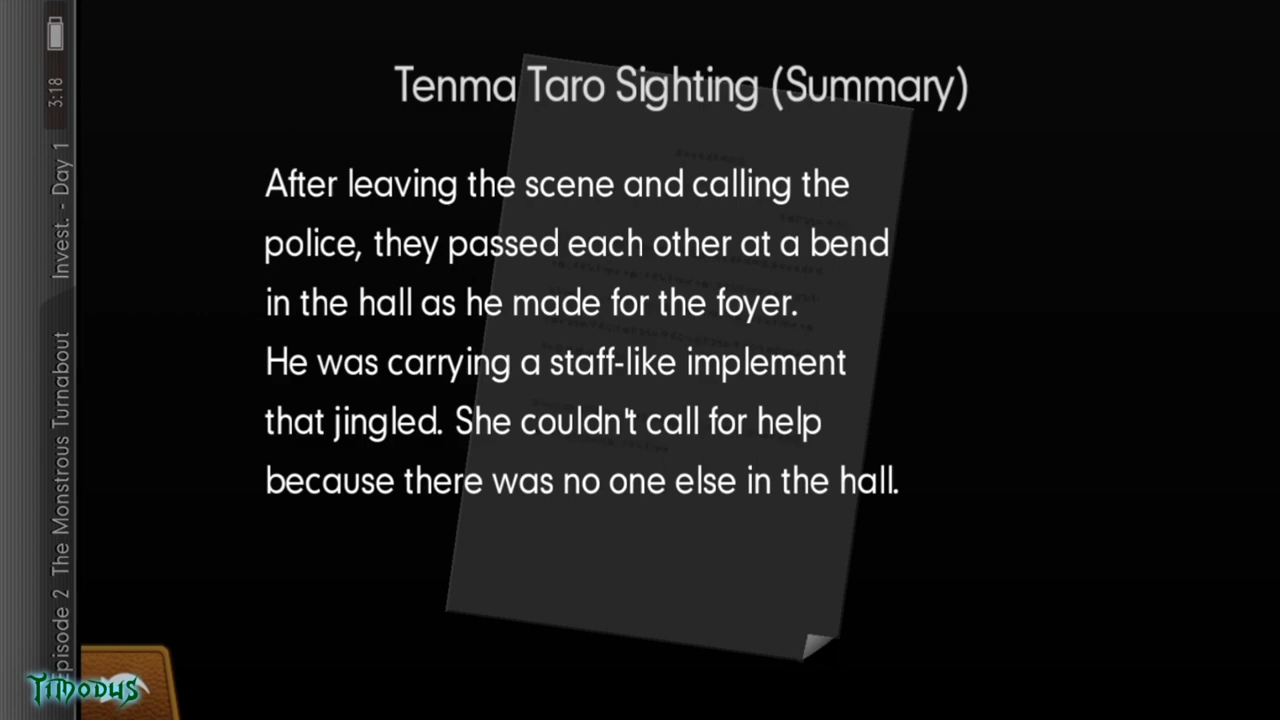 Tenma Taro Sighting (Summary)
After leaving the scene and calling the
police, they passed each other at a bend
in the hall as he made for the foyer.
He was carrying a staff-like implement
that jingled. She couldn't call for help
because there was no one else in the hall.
3:18
Episode 2 The Monstrous Turnabout Invest. - Day 1
TIMODUS